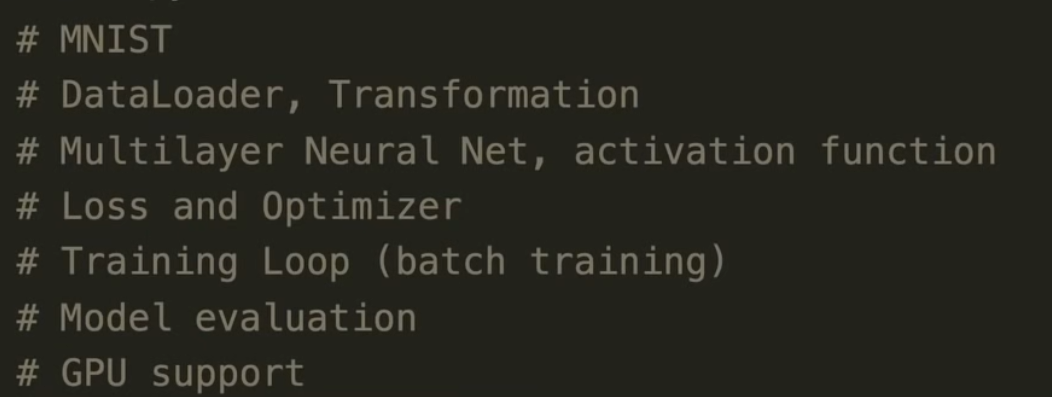 # MNIST
# DataLoader, Transformation
# Multilayer Neural Net, activation function
# Loss and Optimizer
# Training Loop (batch training)
# Model evaluation
# GPU support